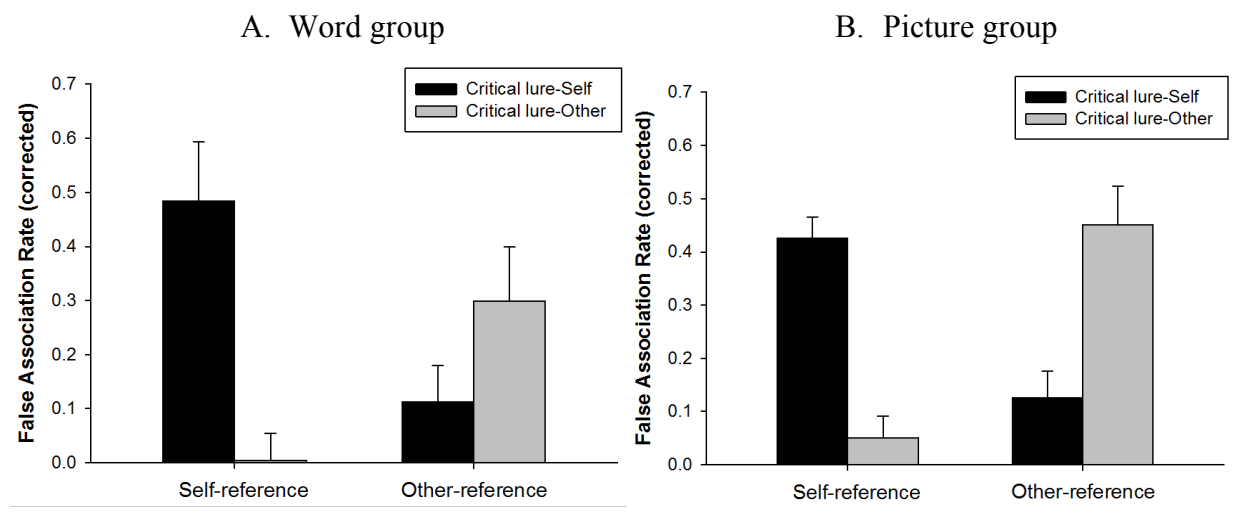 A. Word group
False Association Rate (corrected)
0.7
0.6
0.5
0.4
0.3
0.2
0.1
0.0
Critical lure-Self
Critical lure-Other
Self-reference
Other-reference
B. Picture group
False Association Rate (corrected)
0.7
0.6
0.5
0.4
0.3
0.2
0.1
0.0
Critical lure-Self
Critical lure-Other
Self-reference
Other-reference